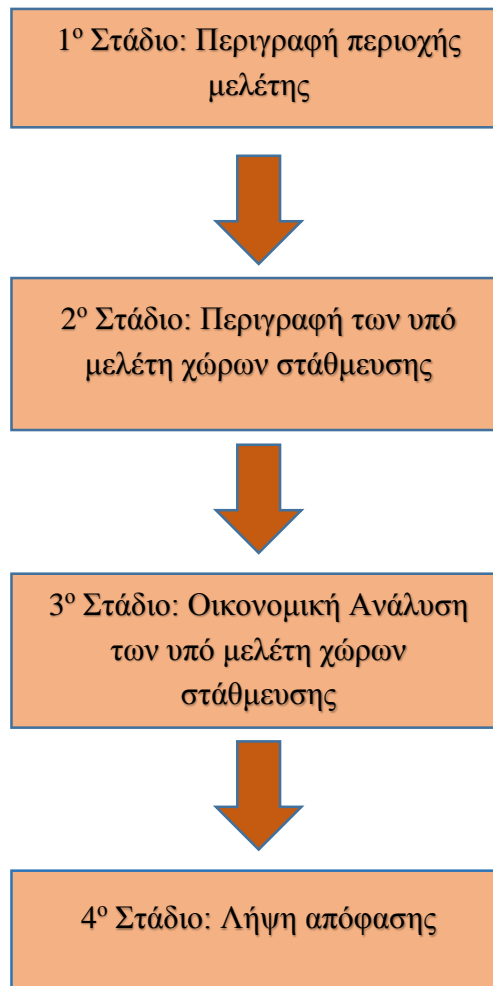 1ο Στάδιο: Περιγραφή περιοχής
μελέτης
2ο Στάδιο: Περιγραφή των υπό
μελέτη χώρων στάθμευσης
3ο Στάδιο: Οικονομική Ανάλυση
των υπό μελέτη χώρων
στάθμευσης
4ο Στάδιο: Λήψη απόφασης